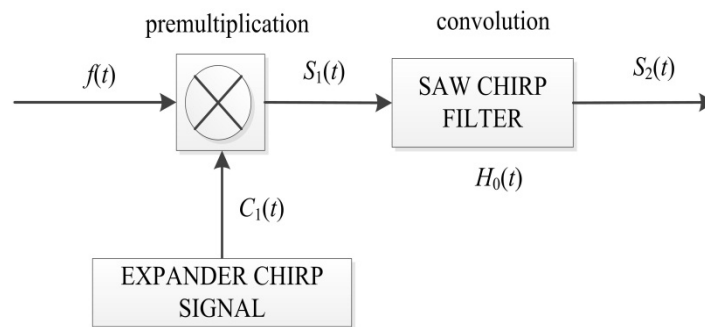 premultiplication
convolution
f(t)
S₁(t)
SAW CHIRP
FILTER
S₂(t)
H₀(t)
C₁(t)
EXPANDER CHIRP
SIGNAL